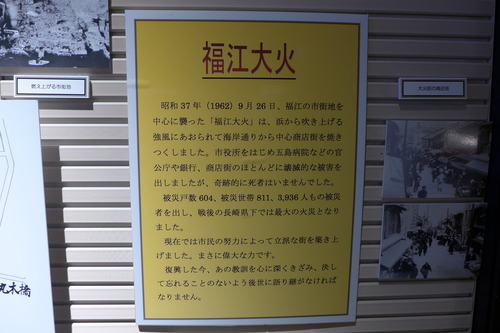 福江大火
昭和37年（1962）9月26日、福江の市街地を
中心に襲った「福江大火」は、浜から吹き上げる
強風にあおられて海岸通りから中心商店街を焼き
つくしました。市役所をはじめ五島病院などの官
公庁や銀行、商店街のほとんどに壊滅的な被害を
出しましたが、奇跡的に死者はいませんでした。
被災戸数604、被災世帯811、3,936人もの被災
者を出し、戦後の長崎県下では最大の火災となり
ました。
現在では市民の努力によって立派な街を築き上
げました。まさに偉大な力です。
復興した今、あの教訓を心に深くきざみ、決し
て忘れることのないよう後世に語り継がなければ
なりません。
燃え上がる市街地
大火前の商店街
丸木橋